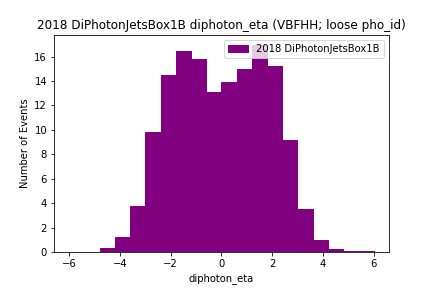 2018 DiPhotonJetsBox1B diphoton_eta (VBFHH; loose pho_id)
2018 DiPhotonJetsBox1B
Number of Events
16
14
12
10
8
6
4
2
0
−6 −4 −2 0 2 4 6
diphoton_eta